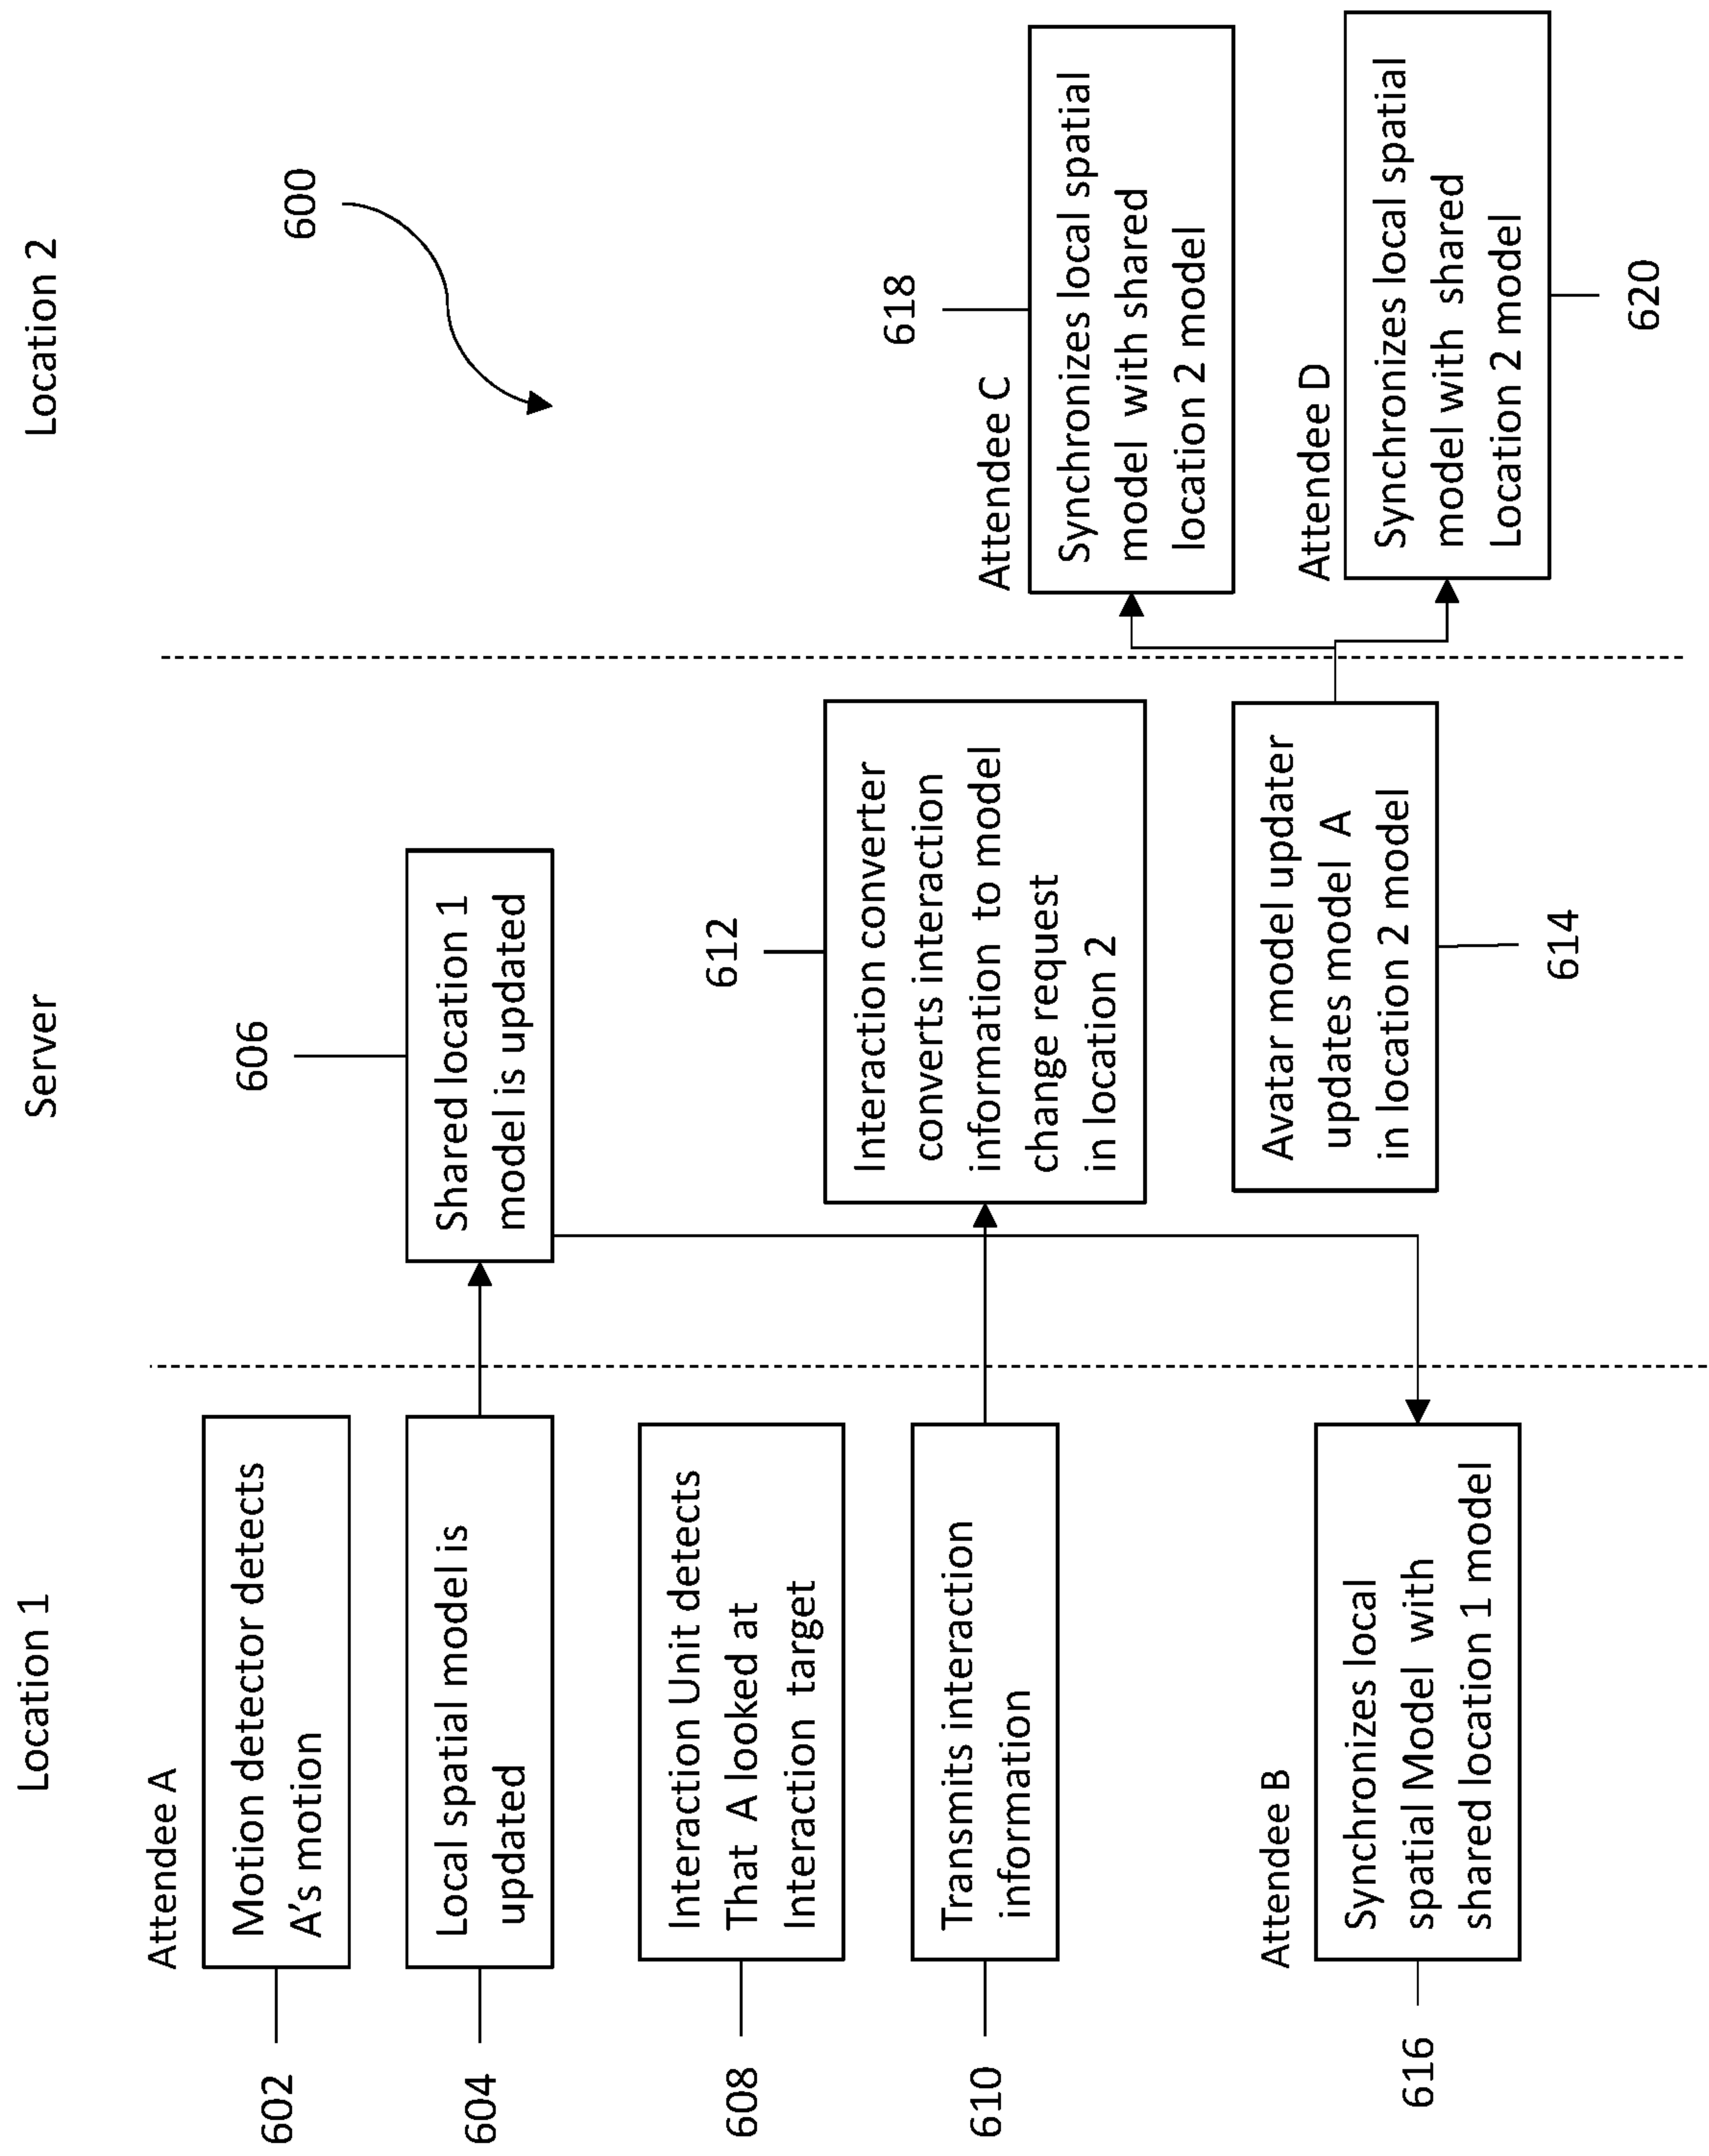 Location 1
Server
Location 2
600
Attendee A
602
Motion detector detects
A's motion
604
Local spatial model is
updated
606
Shared location 1
model is updated
608
Interaction Unit detects
That A looked at
Interaction target
610
Transmits interaction
information
612
Interaction converter
converts interaction
information to model
change request
in location 2
614
Avatar model updater
updates model A
in location 2 model
Attendee B
616
Synchronizes local
spatial Model with
shared location 1 model
Attendee C
618
Synchronizes local spatial
model with shared
location 2 model
Attendee D
620
Synchronizes local spatial
model with shared
Location 2 model